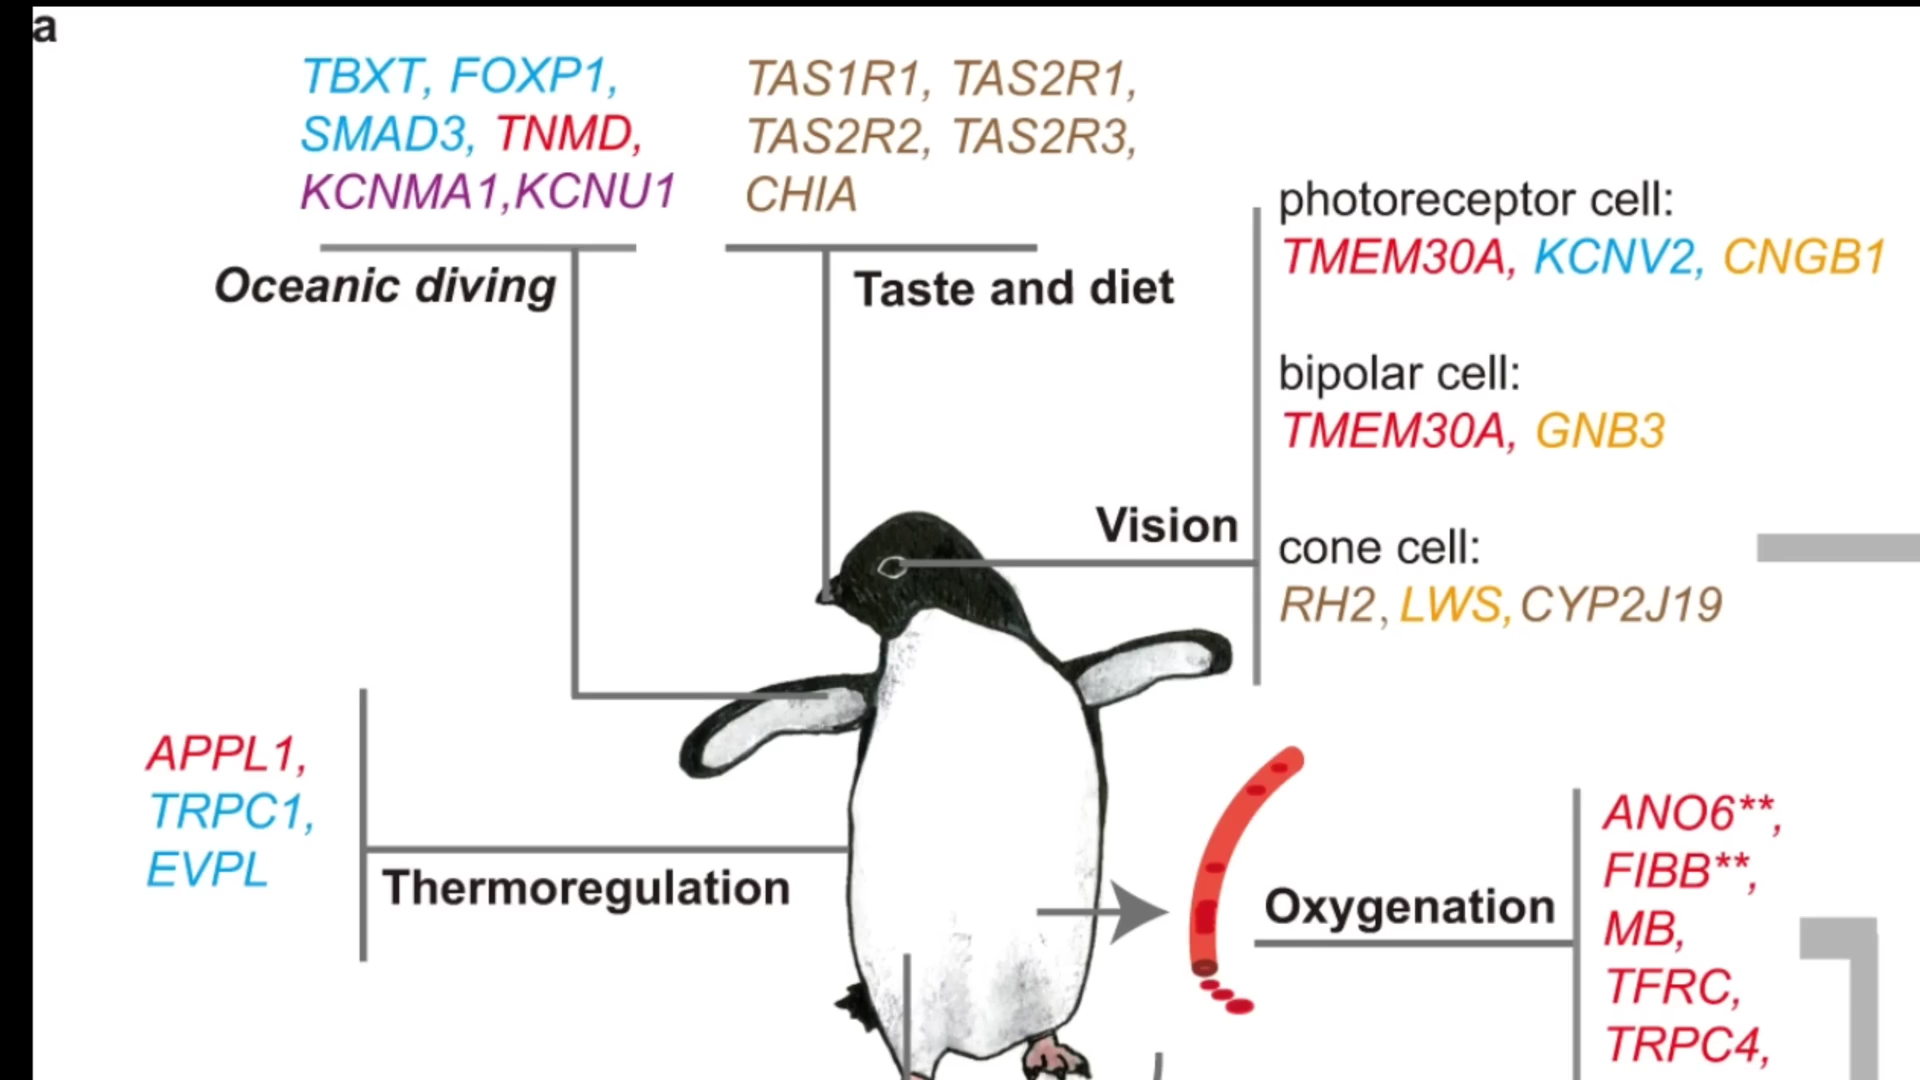 a
TBXT, FOXP1,
SMAD3, TNMD,
KCNMA1,KCNU1
Oceanic diving
TAS1R1, TAS2R1,
TAS2R2, TAS2R3,
CHIA
Taste and diet
photoreceptor cell:
TMEM30A, KCNV2, CNGB1
bipolar cell:
TMEM30A, GNB3
Vision
cone cell:
RH2, LWS, CYP2J19
APPL1,
TRPC1,
EVPL
Thermoregulation
Oxygenation
ANO6**,
FIBB**,
MB,
TFRC,
TRPC4,